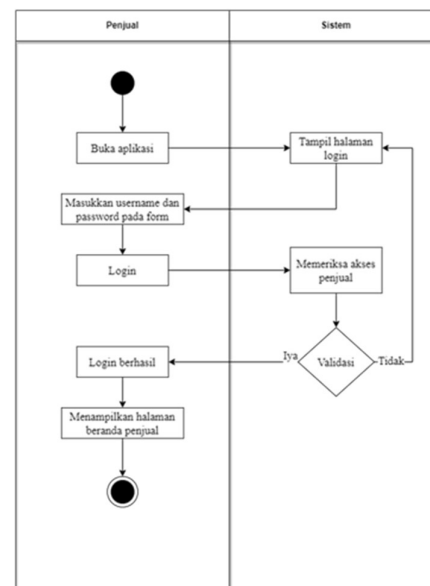 Penjual
Sistem
Buka aplikasi
Tampil halaman
login
Masukkan username dan
password pada form
Login
Memeriksa akses
penjual
Validasi
Iya
Tidak
Login berhasil
Menampilkan halaman
beranda penjual